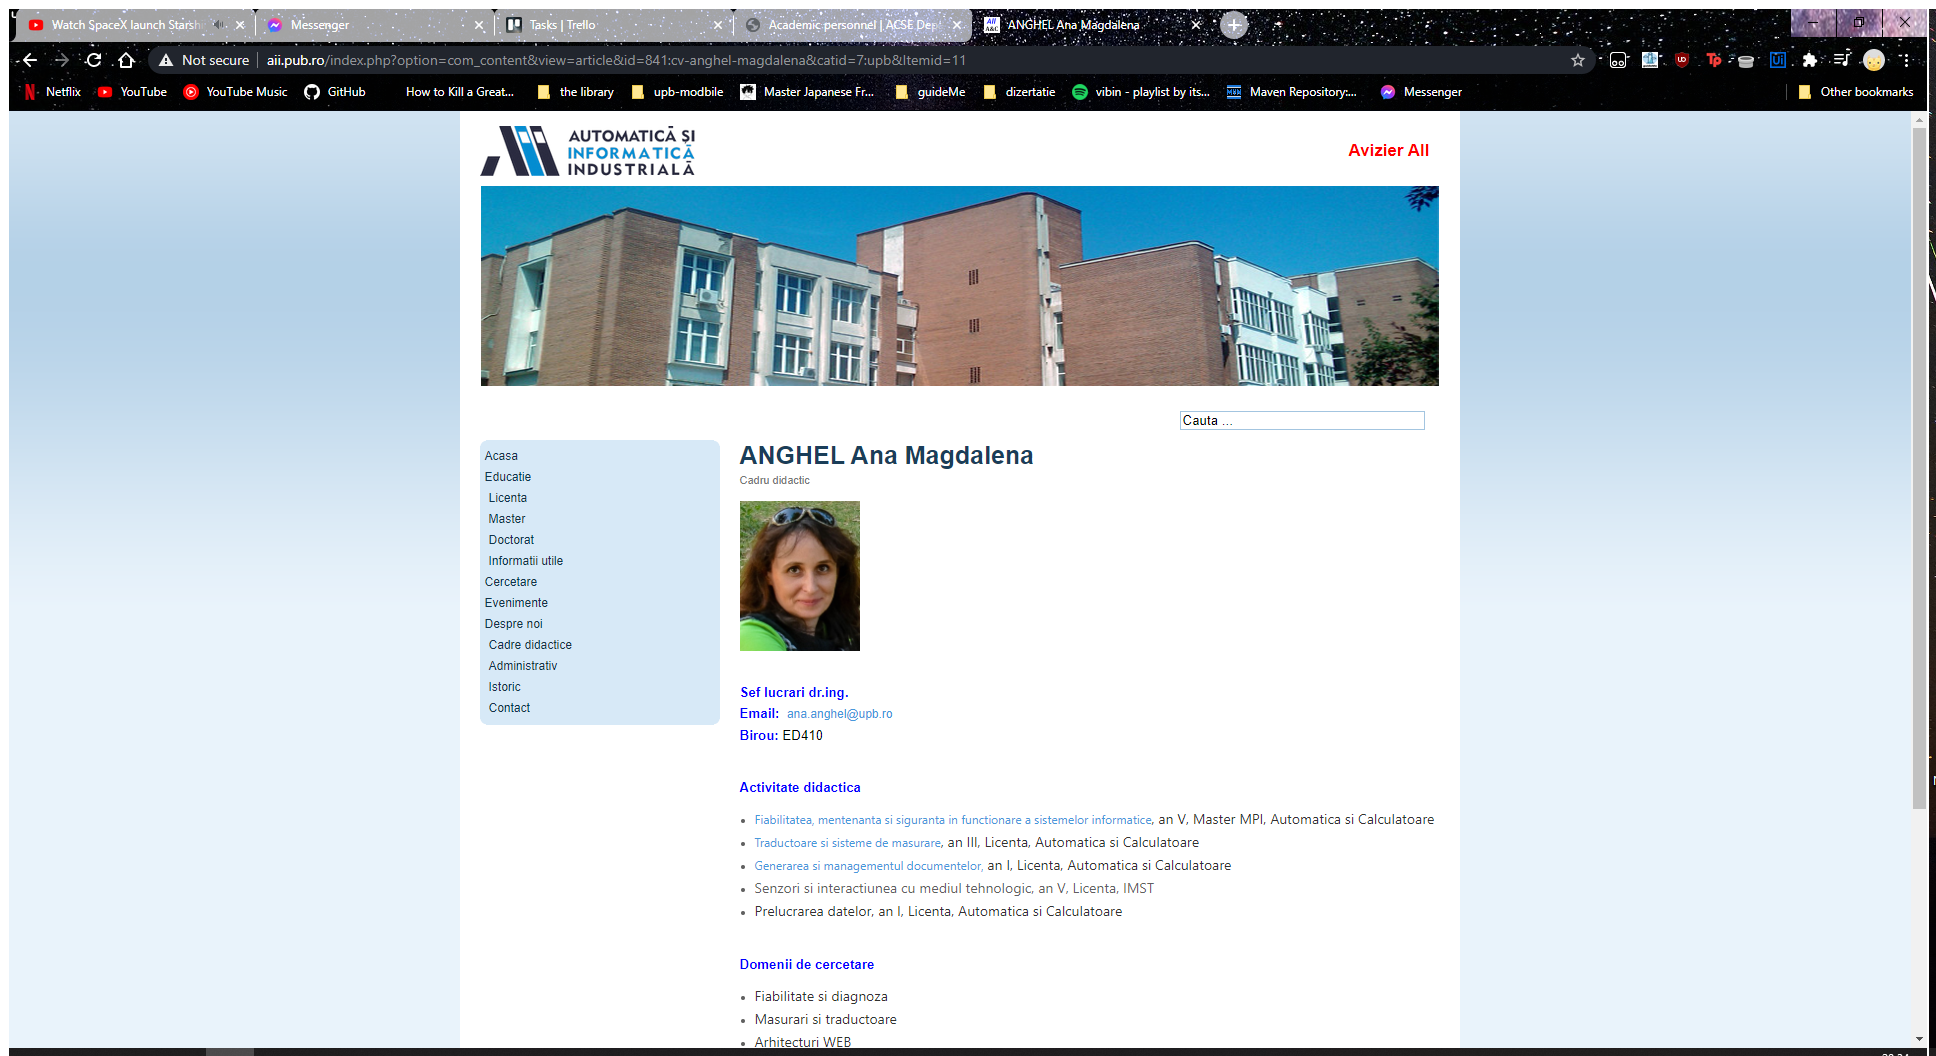 Watch SpaceX launch Starsh
Messenger
Tasks | Trello
Academic personnel | ACSE Dep
ANGHEL Ana Magdalena
Not secure
aii.pub.ro/index.php?option=com_content&view=article&id=841:cv-anghel-magdalena&catid=7:upb&Itemid=11
Netflix
YouTube
YouTube Music
GitHub
How to Kill a Great...
the library
upb-modbile
Master Japanese Fr...
guideMe
dizertatie
vibin - playlist by its...
Maven Repository:...
Messenger
Other bookmarks
AUTOMATICĂ ȘI
INFORMATICĂ
INDUSTRIALĂ
Avizier AII
Cauta ...
Acasa
Educatie
Licenta
Master
Doctorat
Informatii utile
Cercetare
Evenimente
Despre noi
Cadre didactice
Administrativ
Istoric
Contact
ANGHEL Ana Magdalena
Cadru didactic
Sef lucrari dr.ing.
Email: ana.anghel@upb.ro
Birou: ED410
Activitate didactica
Fiabilitatea, mentenanta si siguranta in functionare a sistemelor informatice, an V, Master MPI, Automatica si Calculatoare
Traductoare si sisteme de masurare, an III, Licenta, Automatica si Calculatoare
Generarea si managementul documentelor, an I, Licenta, Automatica si Calculatoare
Senzori si interactiunea cu mediul tehnologic, an V, Licenta, IMST
Prelucrarea datelor, an I, Licenta, Automatica si Calculatoare
Domenii de cercetare
Fiabilitate si diagnoza
Masurari si traductoare
Arhitecturi WEB